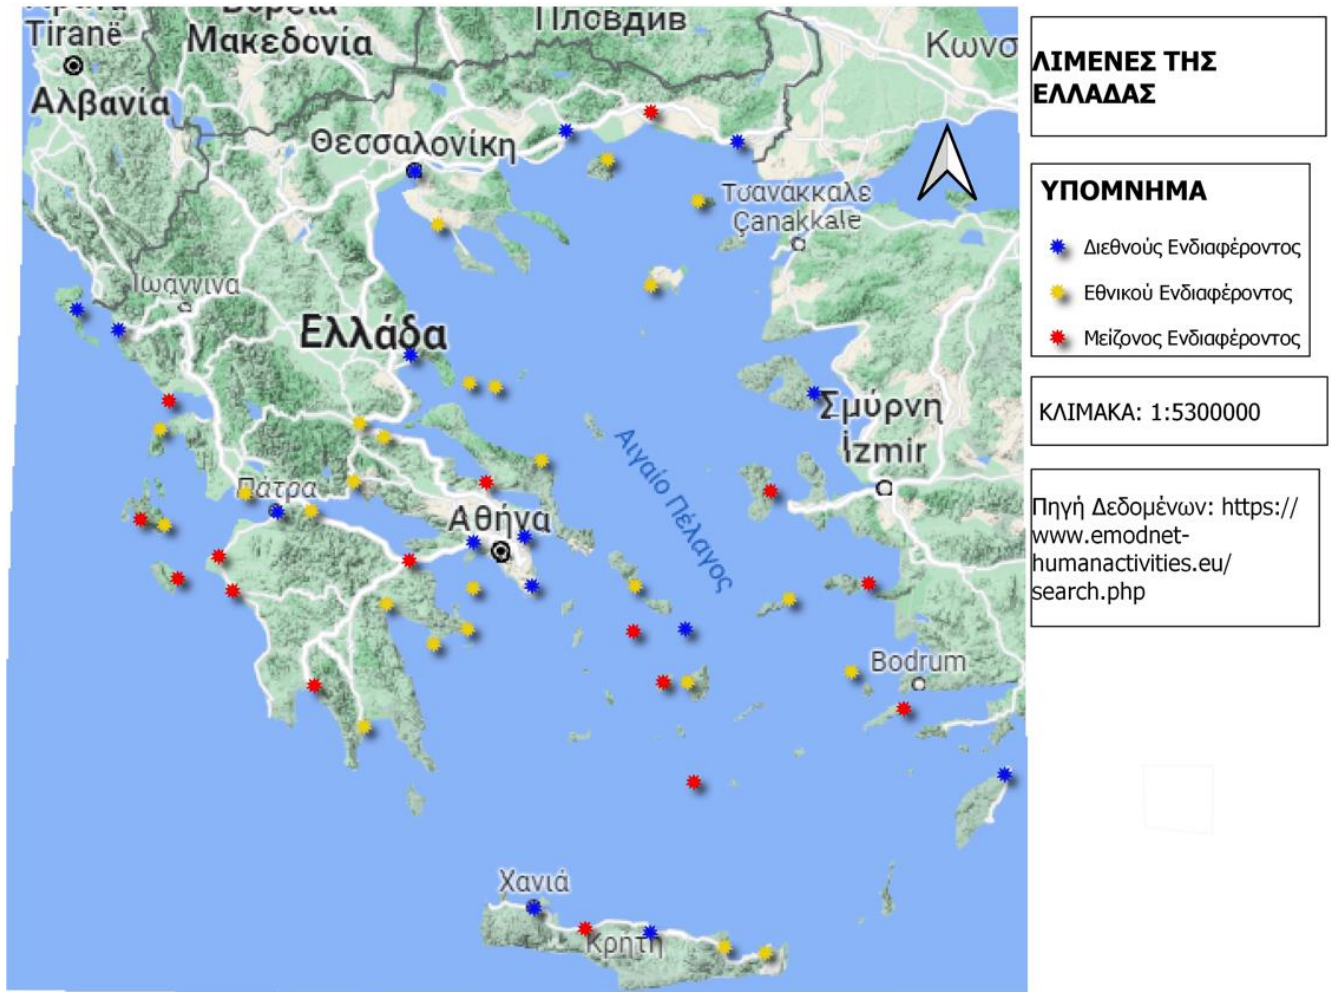 Tiranë
Αλβανία
Μακεδονία
Пловдив
Κωνσ
Θεσσαλονίκη
Τσανάκκαλε
Çanakkale
Ιωαννινα
Ελλάδα
Σμύρνη
İzmir
Αιγαίο Πέλαγος
Πάτρα
Αθήνα
Bodrum
Χανιά
Κρήτη
ΛΙΜΕΝΕΣ ΤΗΣ
ΕΛΛΑΔΑΣ
ΥΠΟΜΝΗΜΑ
Διεθνούς Ενδιαφέροντος
Εθνικού Ενδιαφέροντος
Μείζονος Ενδιαφέροντος
ΚΛΙΜΑΚΑ: 1:5300000
Πηγή Δεδομένων: https://
www.emodnet-
humanactivities.eu/
search.php